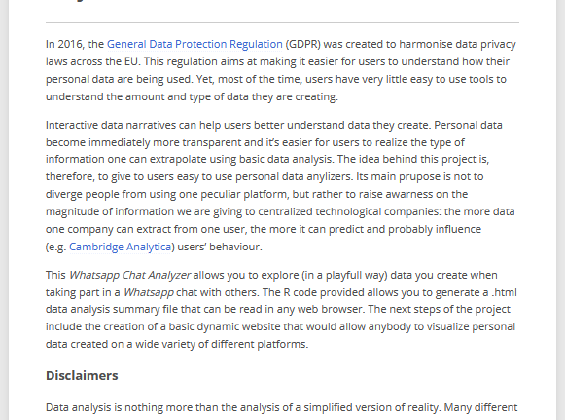 In 2016, the General Data Protection Regulation (GDPR) was created to harmonise data privacy
laws across the EU. This regulation aims at making it easier for users to understand how their
personal data are being used. Yet, most of the time, users have very little easy to use tools to
understand the amount and type of data they are creating.
Interactive data narratives can help users better understand data they create. Personal data
become immediately more transparent and it's easier for users to realize the type of
information one can extrapolate using basic data analysis. The idea behind this project is,
therefore, to give to users easy to use personal data anylizers. Its main prupose is not to
diverge people from using one peculiar platform, but rather to raise awarness on the
magnitude of information we are giving to centralized technological companies: the more data
one company can extract from one user, the more it can predict and probably influence
(e.g. Cambridge Analytica) users' behaviour.
This Whatsapp Chat Analyzer allows you to explore (in a playfull way) data you create when
taking part in a Whatsapp chat with others. The R code provided allows you to generate a .html
data analysis summary file that can be read in any web browser. The next steps of the project
include the creation of a basic dynamic website that would allow anybody to visualize personal
data created on a wide variety of different platforms.
Disclaimers
Data analysis is nothing more than the analysis of a simplified version of reality. Many different